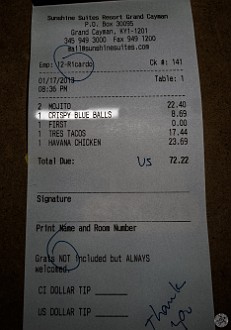 Sunshine Suites Resort Grand Cayman
P.O. Box 30095
Grand Cayman, KY1-1201
345 949 3000 Fax 949 1200
Mail@sunshinesuites.com
Emp: 12-Ricardo Ck #: 141
01/17/2013 Table: 1
08:36 PM
2 MOJITO 22.40
1 CRISPY BLUE BALLS 8.69
1 FIRST 0.00
1 TRES TACOS 17.44
1 HAVANA CHICKEN 23.69
Total Due: US 72.22
Signature
Print Name and Room Number
Grats NOT Included but ALWAYS
welcomed.
CI DOLLAR TIP
US DOLLAR TIP
Thank
you